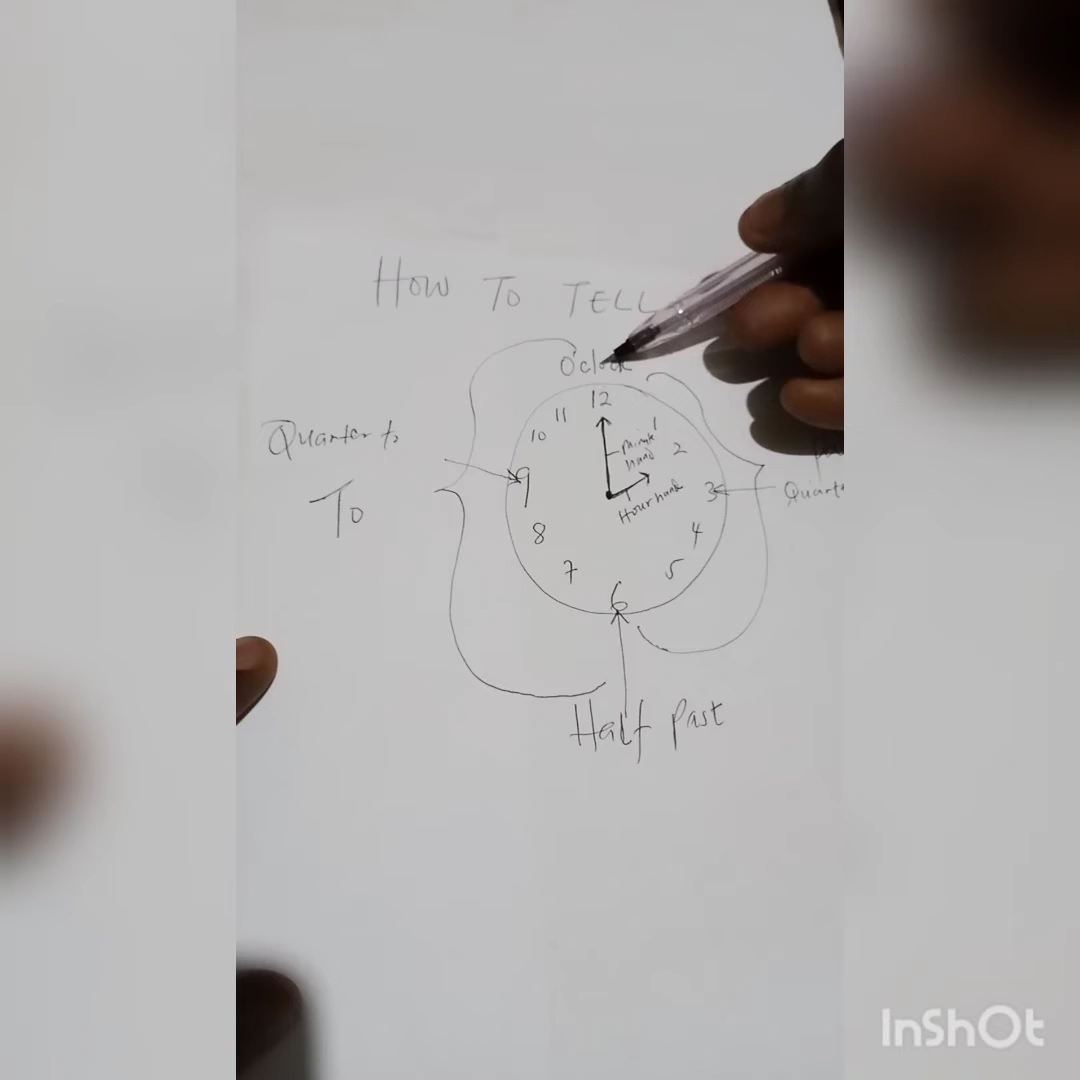 HOW TO TELL
O'clock
12
11 1
10 2
Minute
hand
Quarter to
9 3
Hour hand
To
8 4
7 5
6
Half Past
InShOt